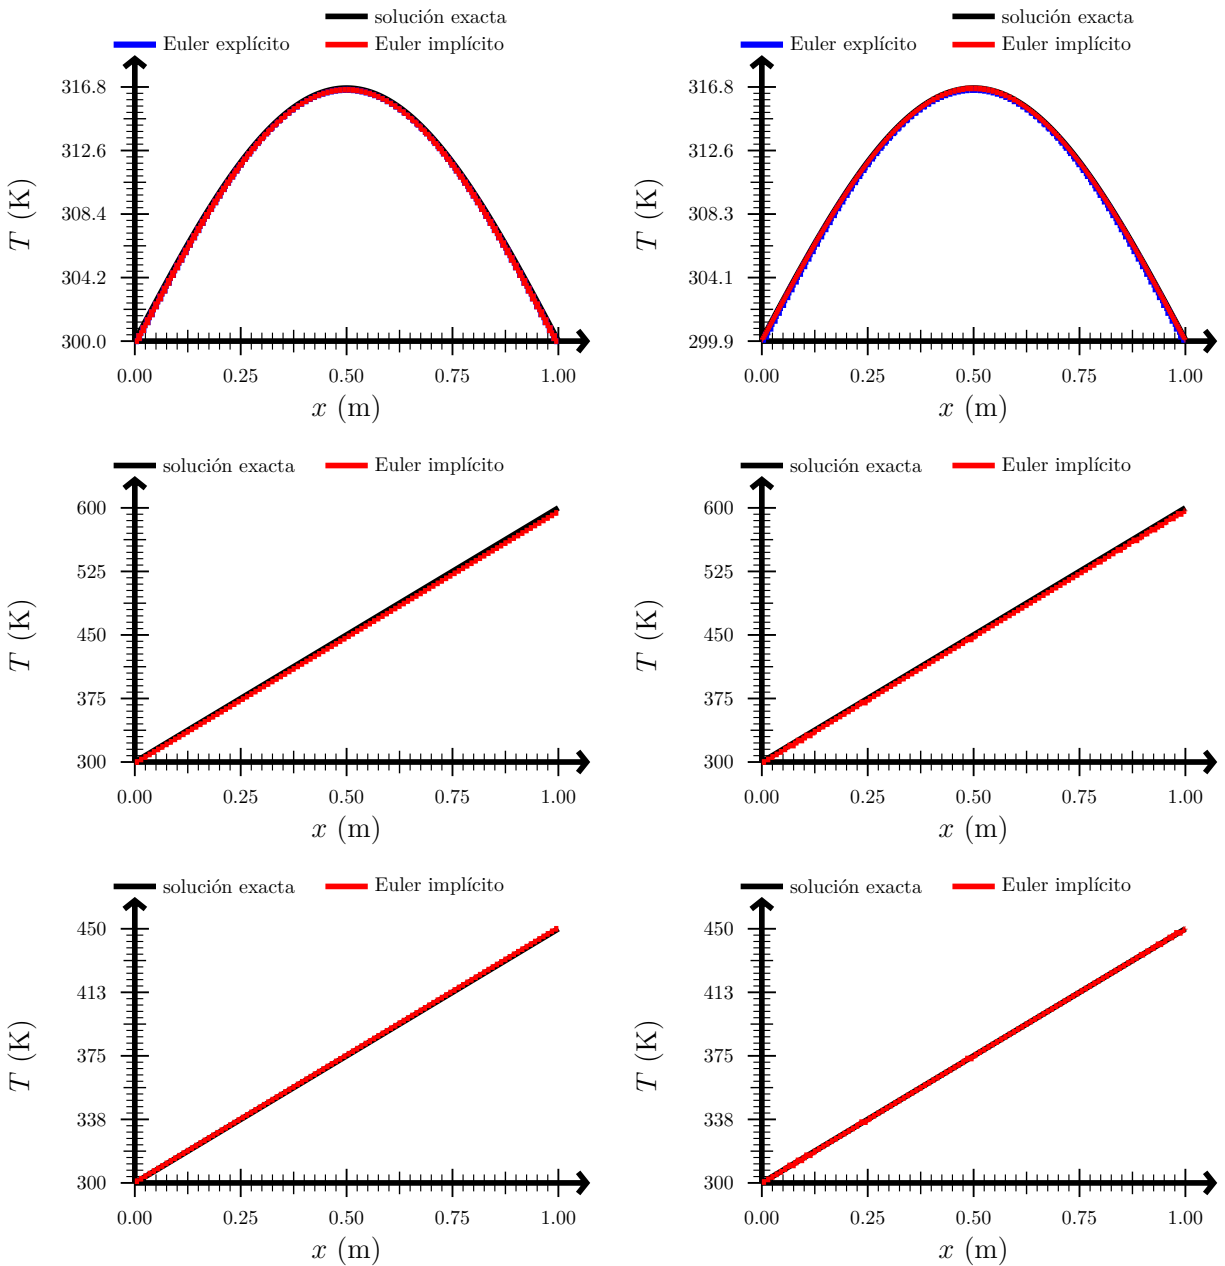 solución exacta
Euler explícito Euler implícito
316.8
312.6
308.4
304.2
300.0
T (K)
0.00 0.25 0.50 0.75 1.00
x (m)
solución exacta
Euler explícito Euler implícito
316.8
312.6
308.3
304.1
299.9
T (K)
0.00 0.25 0.50 0.75 1.00
x (m)
solución exacta Euler implícito
600
525
450
375
300
T (K)
0.00 0.25 0.50 0.75 1.00
x (m)
solución exacta Euler implícito
600
525
450
375
300
T (K)
0.00 0.25 0.50 0.75 1.00
x (m)
solución exacta Euler implícito
450
413
375
338
300
T (K)
0.00 0.25 0.50 0.75 1.00
x (m)
solución exacta Euler implícito
450
413
375
338
300
T (K)
0.00 0.25 0.50 0.75 1.00
x (m)